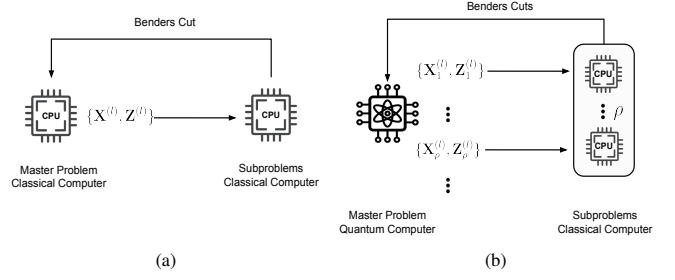 Benders Cut
CPU
{X^{(l)}, Z^{(l)}}
CPU
Master Problem
Classical Computer
Subproblems
Classical Computer
(a)
Benders Cuts
{X_1^{(l)}, Z_1^{(l)}}
CPU
ρ
{X_ρ^{(l)}, Z_ρ^{(l)}}
CPU
Master Problem
Quantum Computer
Subproblems
Classical Computer
(b)